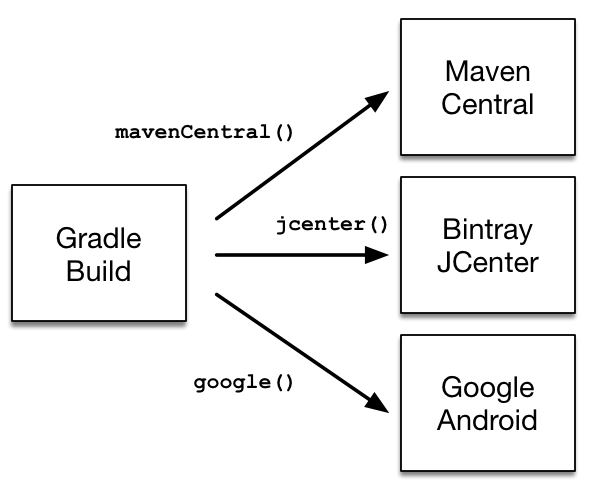 Maven
Central
mavenCentral()
Gradle
Build
jcenter()
Bintray
JCenter
google()
Google
Android